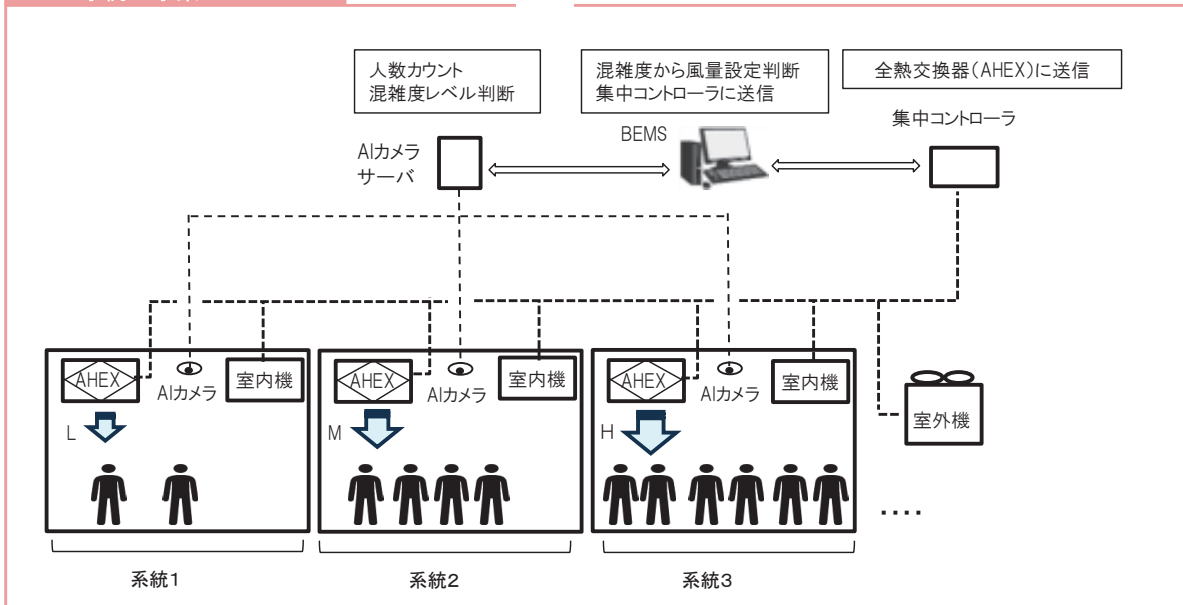 人数カウント
混雑度レベル判断
混雑度から風量設定判断
集中コントローラに送信
全熱交換器(AHEX)に送信
集中コントローラ
BEMS
AIカメラ
サーバ
AHEX
AIカメラ
室内機
AHEX
AIカメラ
室内機
AHEX
AIカメラ
室内機
室外機
L
M
H
....
系統1
系統2
系統3